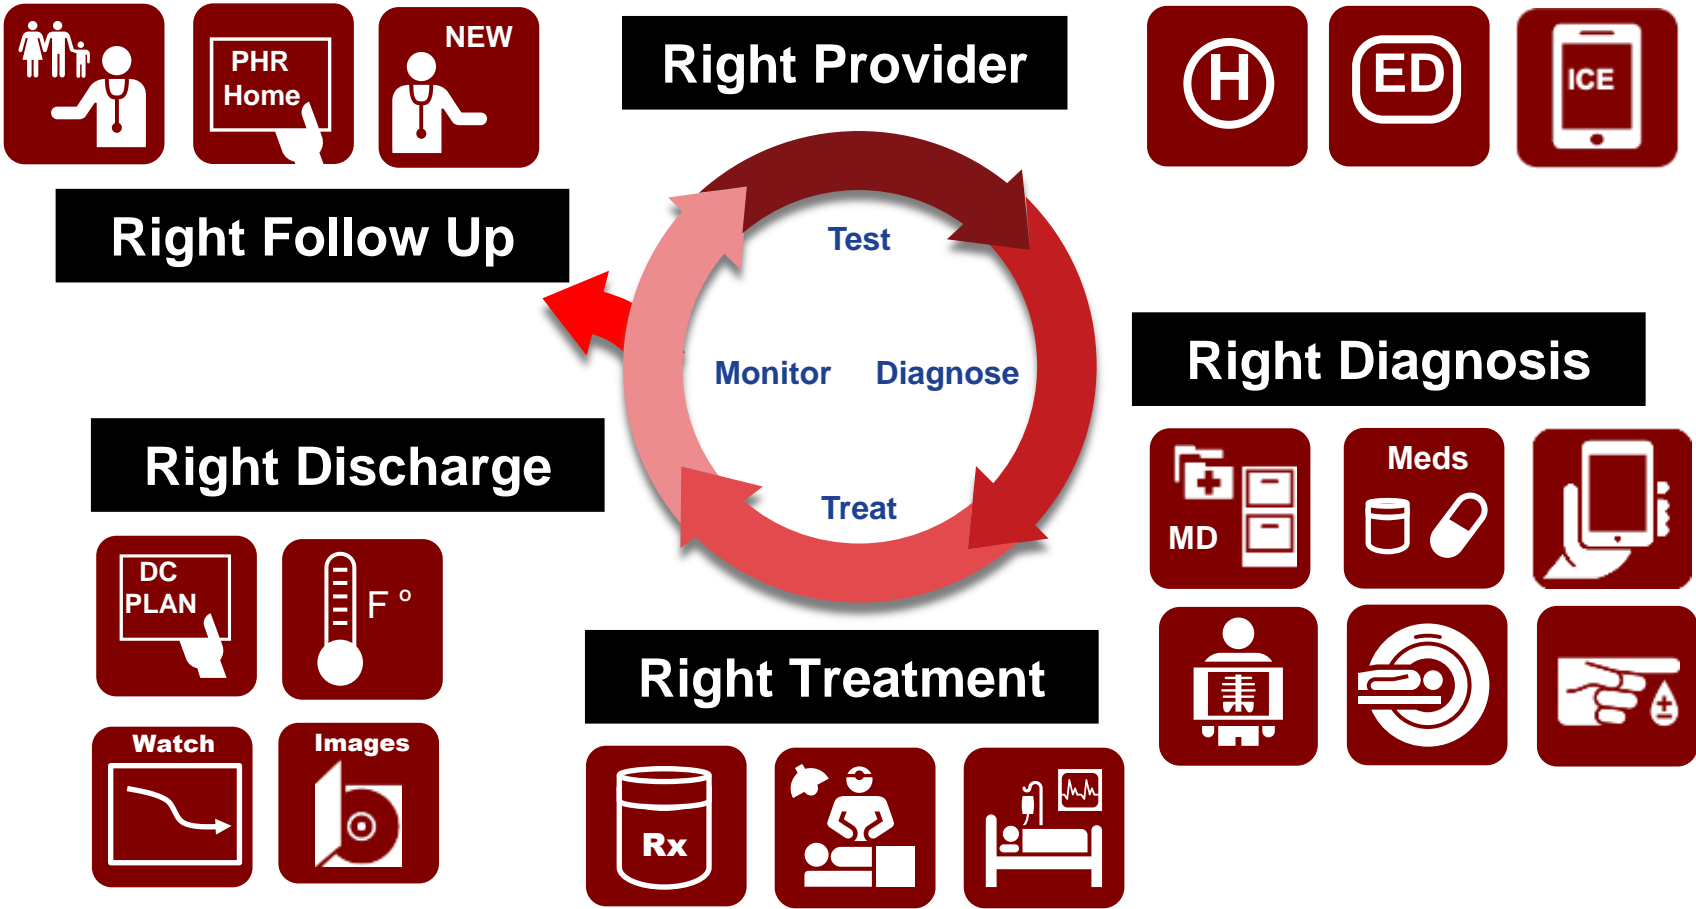 NEW
PHR
Home
Right Provider
H
ED
ICE
Right Follow Up
Test
Monitor
Diagnose
Treat
Right Diagnosis
MD
Meds
Right Discharge
DC
PLAN
F °
Watch
Images
Right Treatment
Rx